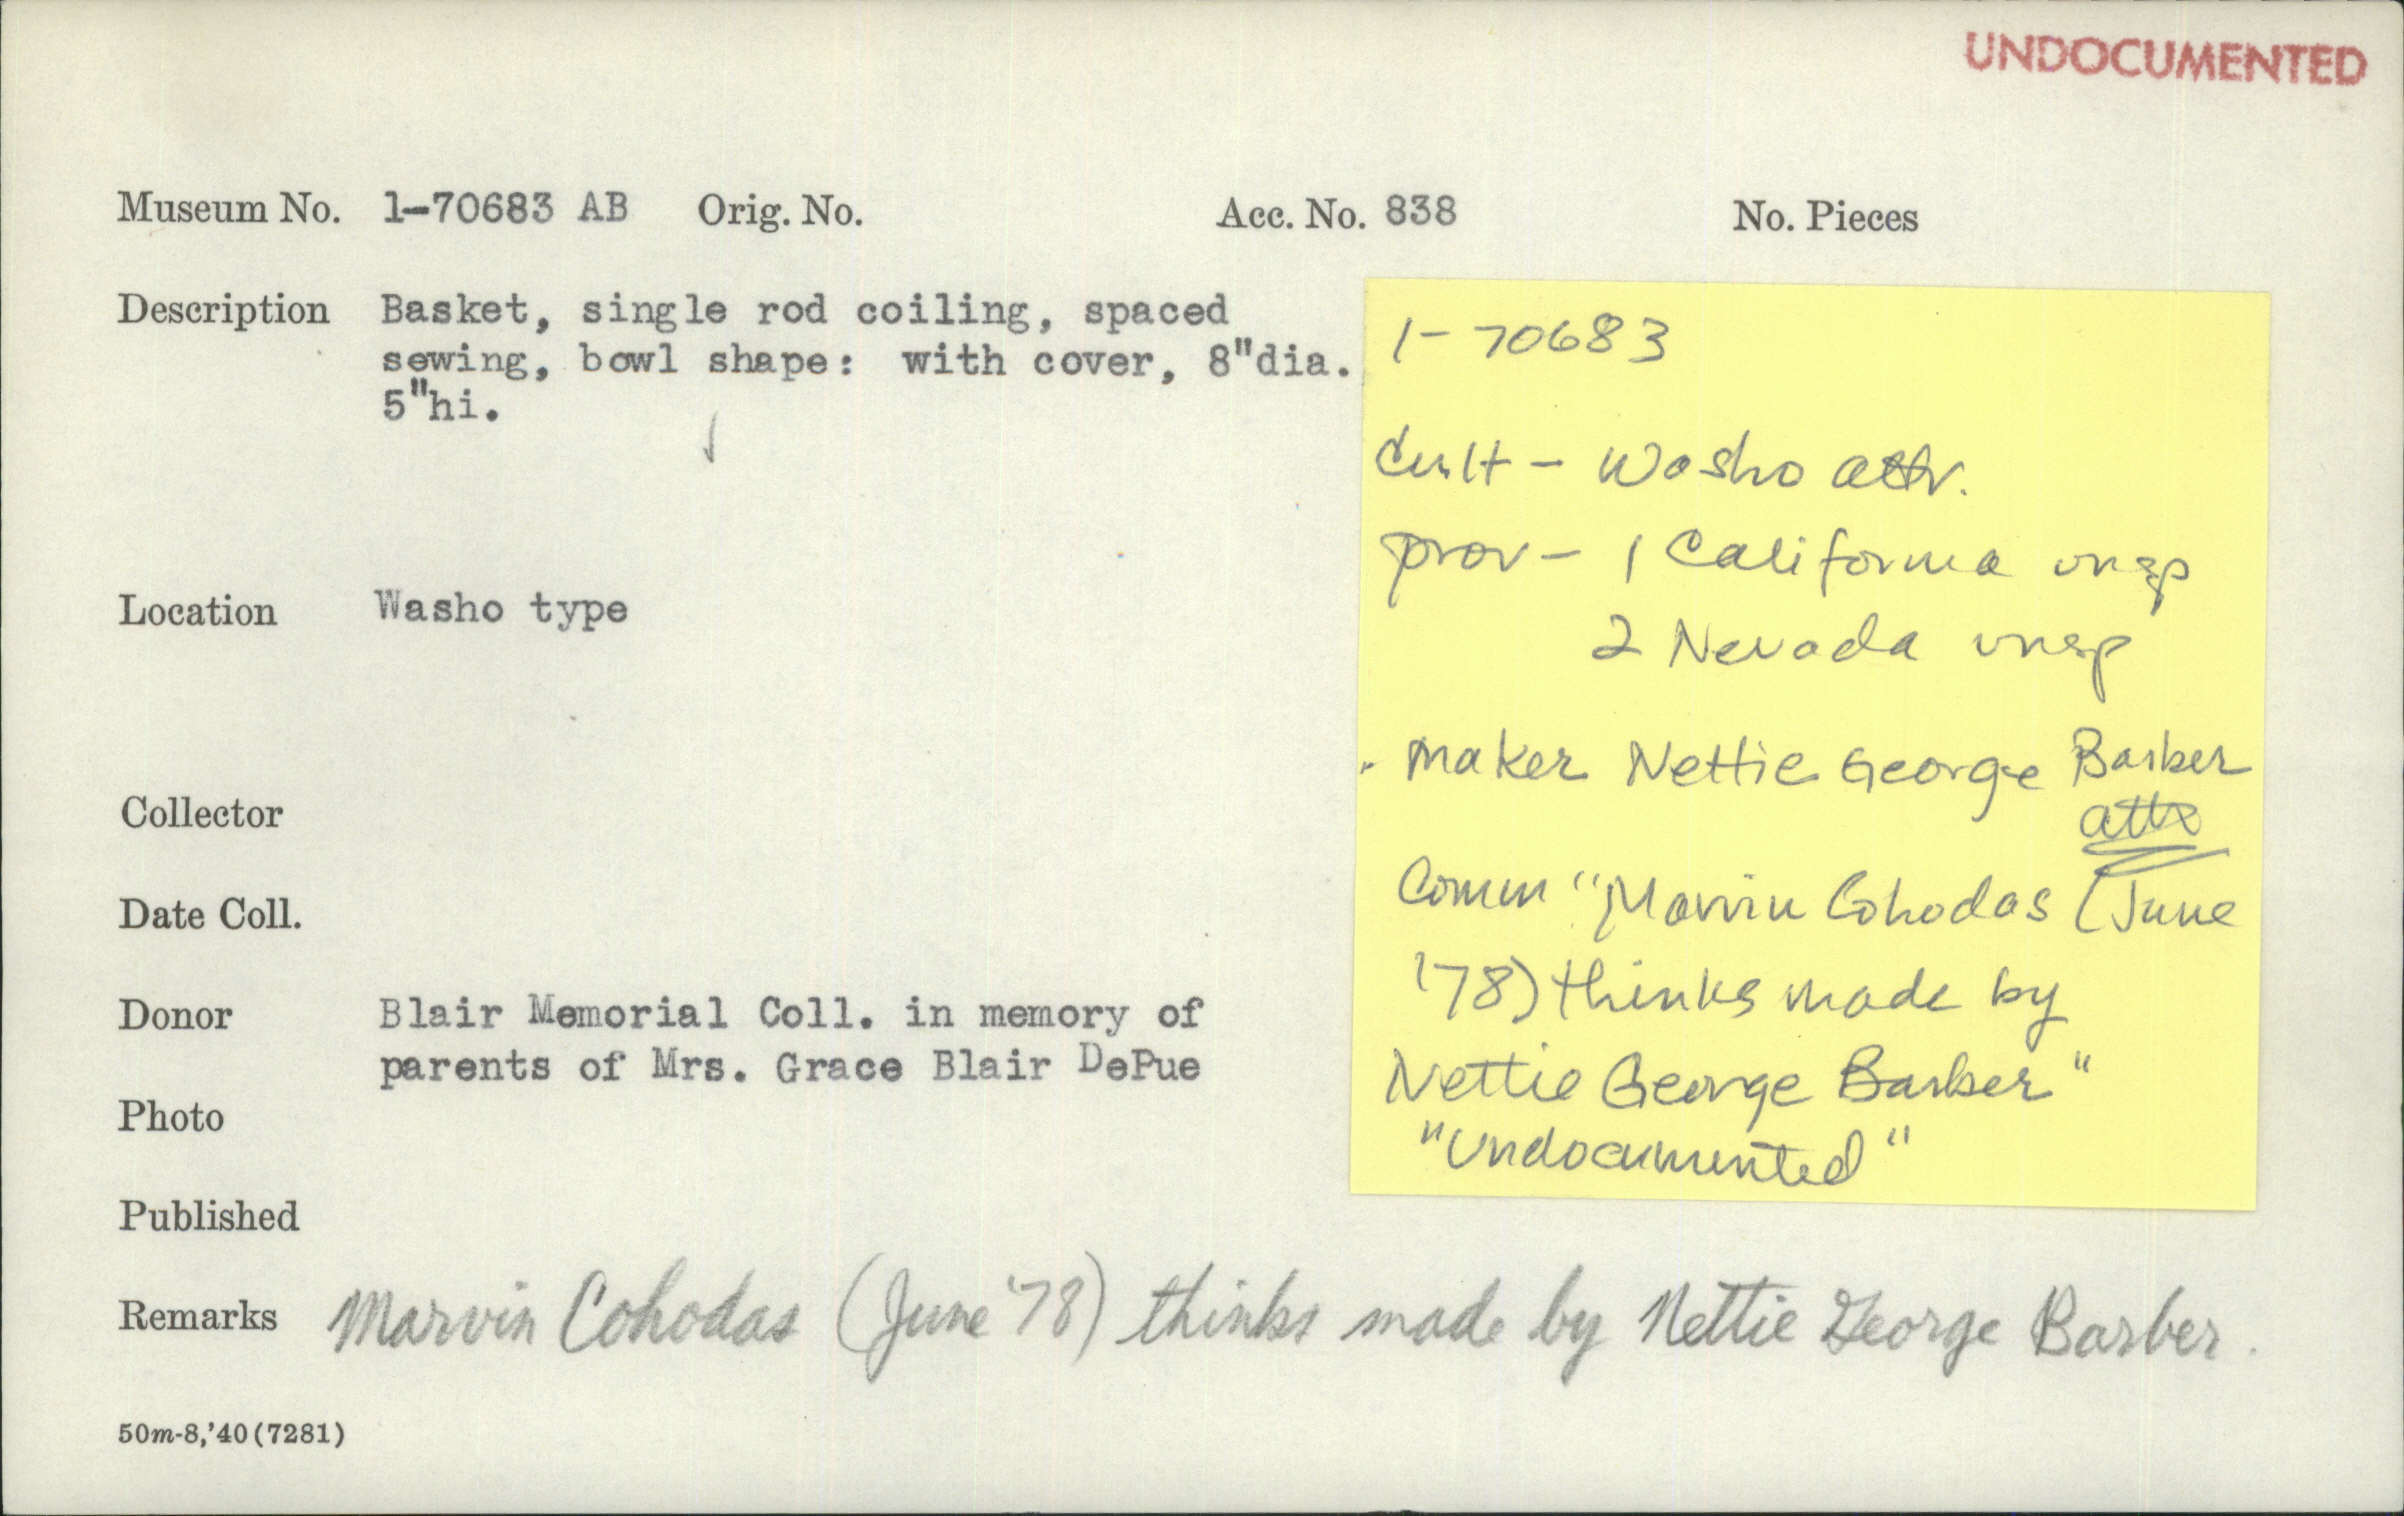 UNDOCUMENTED
Museum No. 1-70683 AB Orig. No. Acc. No. 838 No. Pieces
Description Basket, single rod coiling, spaced
sewing, bowl shape: with cover, 8"dia.
5"hi.
Location Washo type
Collector
Date Coll.
Donor Blair Memorial Coll. in memory of
parents of Mrs. Grace Blair DePue
Photo
Published
Remarks Marvin Cohodas (June '78) thinks made by Nettie George Barber.
50m-8,'40(7281)
1-70683
Cult - Washo attr.
prov - 1 California unsp
2 Nevada unsp
Maker Nettie George Barber
attr
Comm "Marvin Cohodas (June
'78) thinks made by
Nettie George Barber"
"Undocumented"